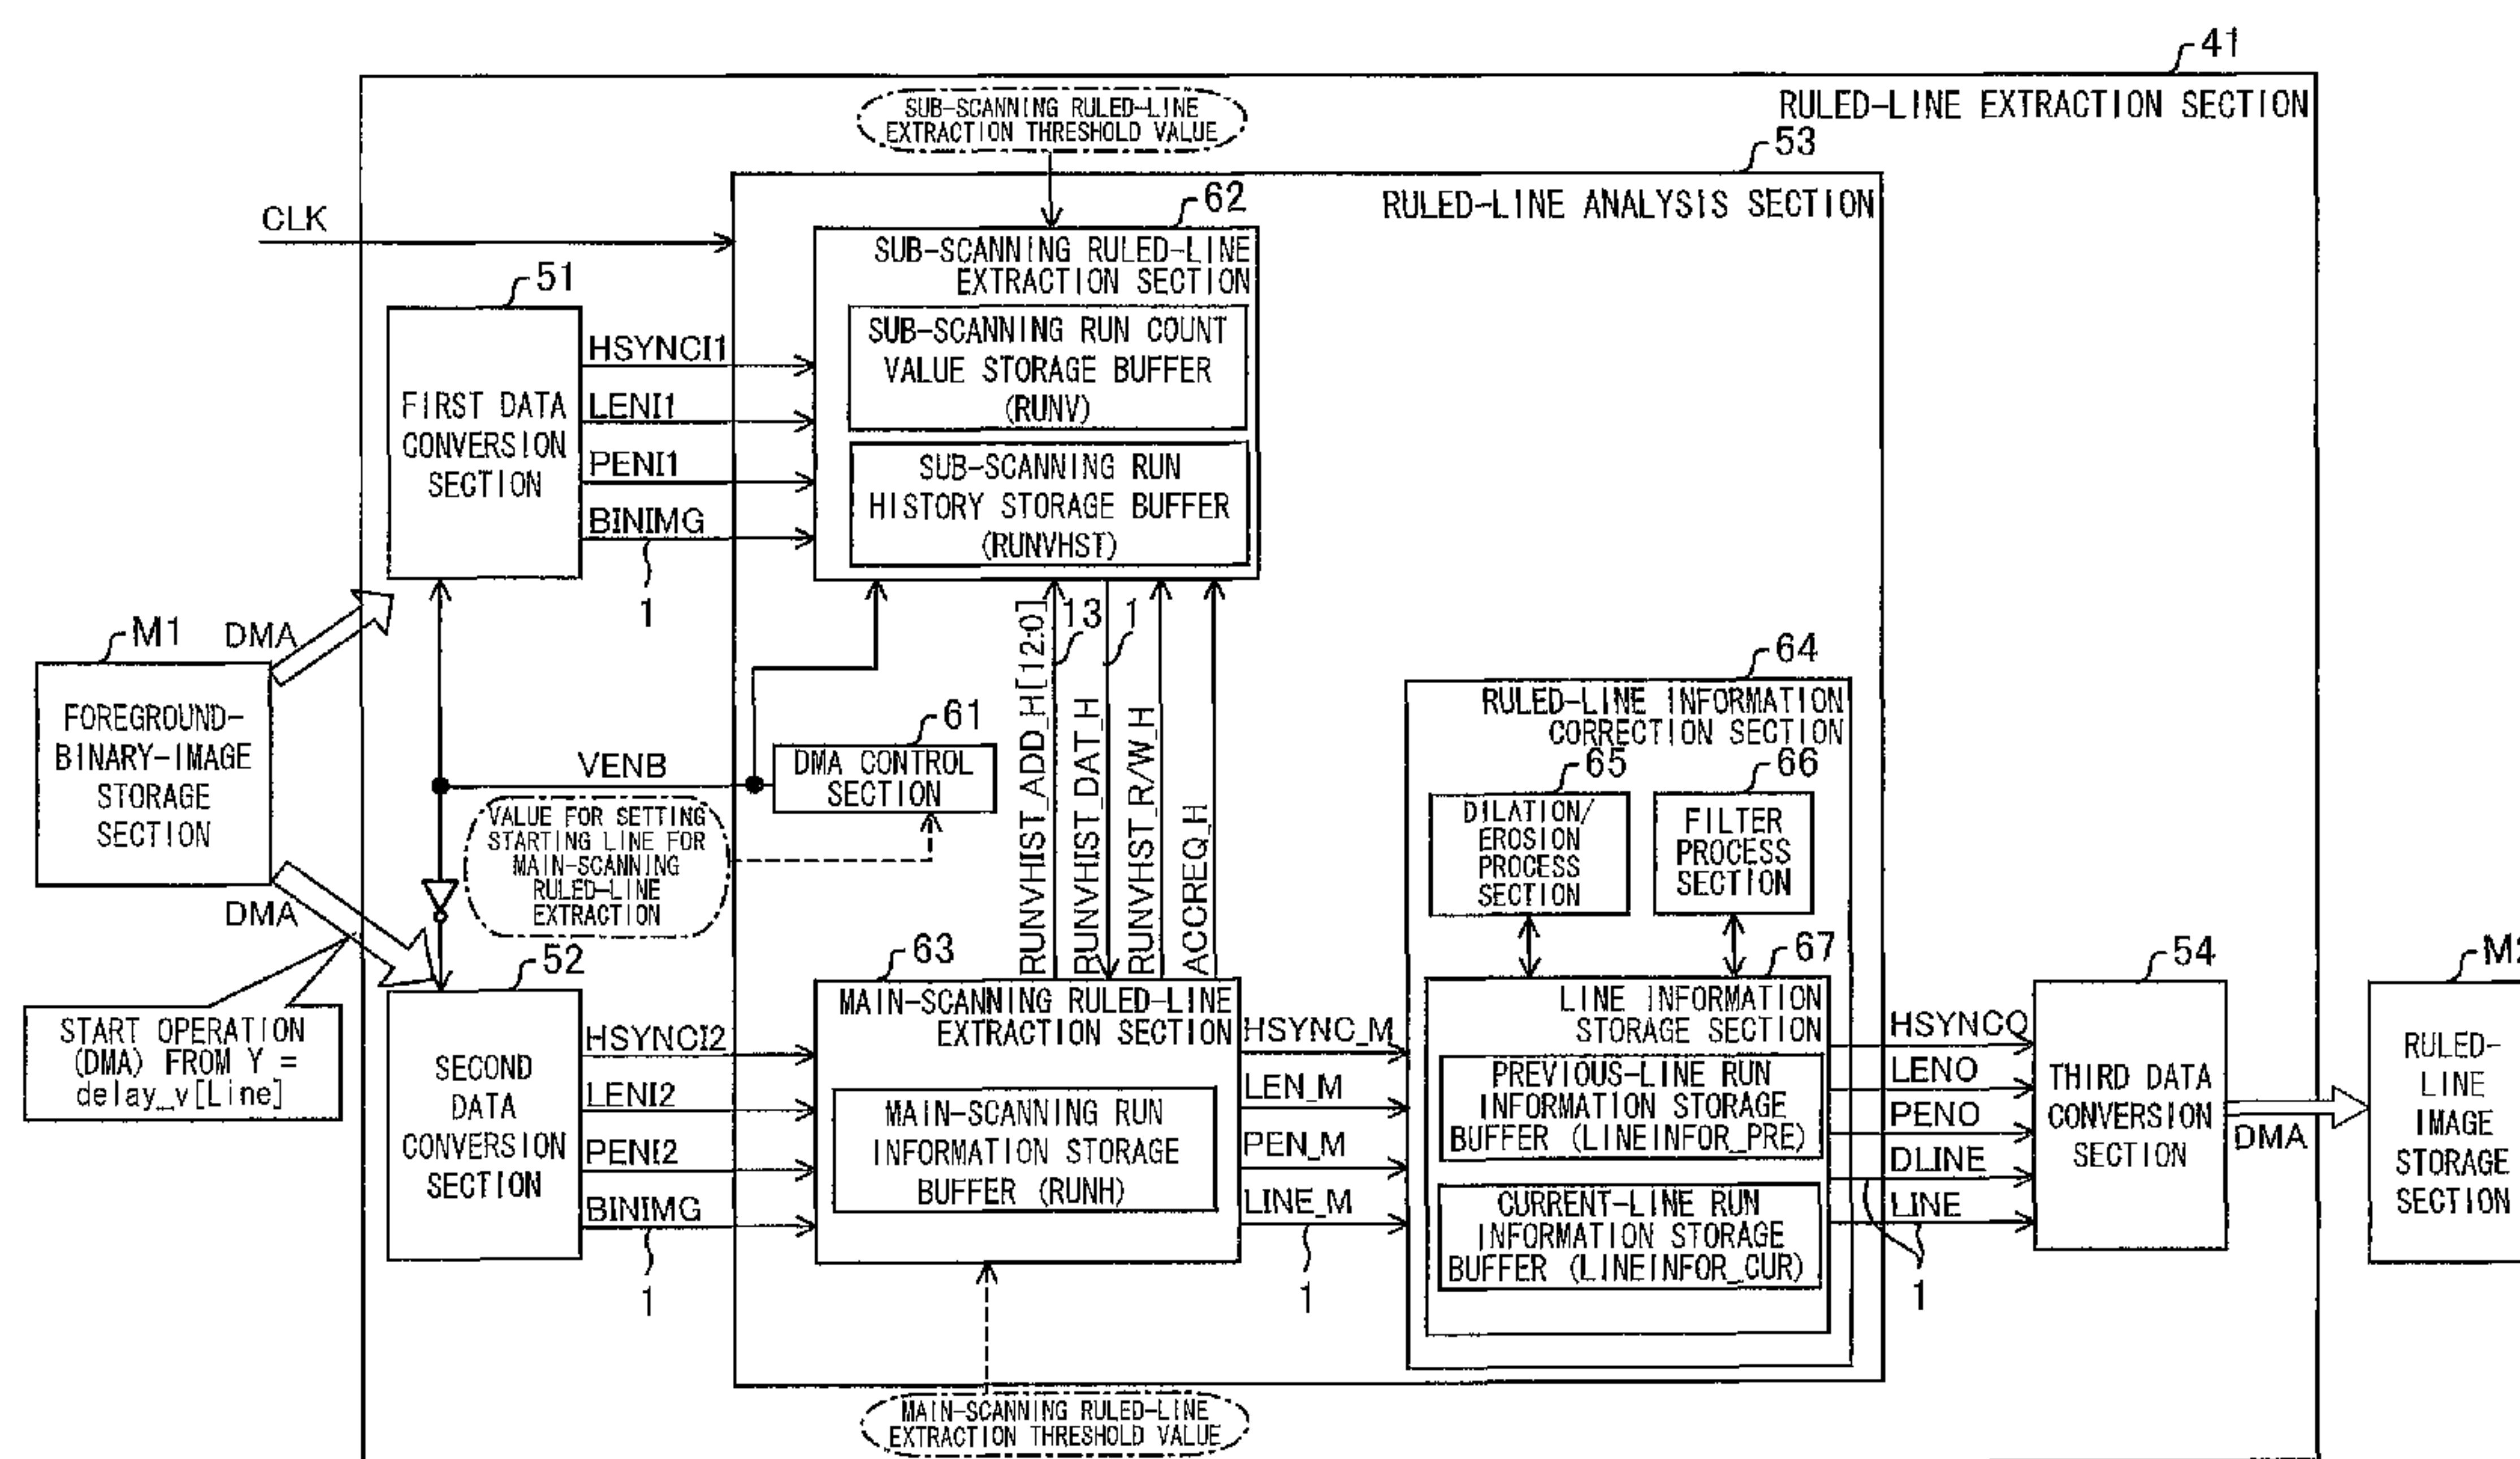 41
RULED-LINE EXTRACTION SECTION
SUB-SCANNING RULED-LINE
EXTRACTION THRESHOLD VALUE
53
RULED-LINE ANALYSIS SECTION
CLK
62
SUB-SCANNING RULED-LINE
EXTRACTION SECTION
SUB-SCANNING RUN COUNT
VALUE STORAGE BUFFER
(RUNV)
SUB-SCANNING RUN
HISTORY STORAGE BUFFER
(RUNVHST)
51
FIRST DATA
CONVERSION
SECTION
HSYNCI1
LENI1
PENI1
BINIMG
1
M1
FOREGROUND-
BINARY-IMAGE
STORAGE
SECTION
DMA
DMA
VENB
61
DMA CONTROL
SECTION
VALUE FOR SETTING
STARTING LINE FOR
MAIN-SCANNING
RULED-LINE
EXTRACTION
RUNVHIST_ADD_H[12:0]
13
RUNVHIST_DAT_H
1
RUNVHST_R/W_H
ACCREQ_H
START OPERATION
(DMA) FROM Y =
delay_v[Line]
52
SECOND
DATA
CONVERSION
SECTION
HSYNCI2
LENI2
PENI2
BINIMG
1
63
MAIN-SCANNING RULED-LINE
EXTRACTION SECTION
MAIN-SCANNING RUN
INFORMATION STORAGE
BUFFER (RUNH)
MAIN-SCANNING RULED-LINE
EXTRACTION THRESHOLD VALUE
HSYNC_M
LEN_M
PEN_M
LINE_M
1
64
RULED-LINE INFORMATION
CORRECTION SECTION
65
DILATION/
EROSION
PROCESS
SECTION
66
FILTER
PROCESS
SECTION
67
LINE INFORMATION
STORAGE SECTION
PREVIOUS-LINE RUN
INFORMATION STORAGE
BUFFER (LINEINFOR_PRE)
CURRENT-LINE RUN
INFORMATION STORAGE
BUFFER (LINEINFOR_CUR)
HSYNCO
LENO
PENO
DLINE
LINE
1
54
THIRD DATA
CONVERSION
SECTION
DMA
RULED-
LINE
IMAGE
STORAGE
SECTION